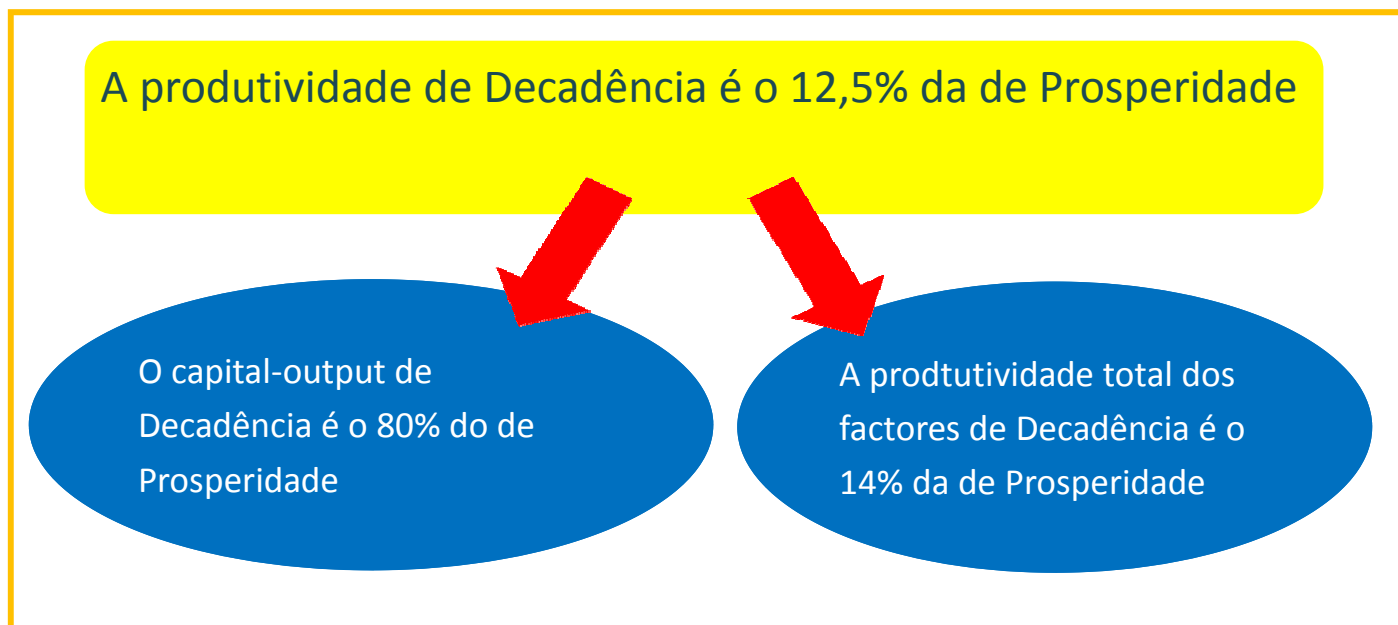 A produtividade de Decadência é o 12,5% da de Prosperidade
O capital-output de
Decadência é o 80% do de
Prosperidade
A prodtutividade total dos
factores de Decadência é o
14% da de Prosperidade